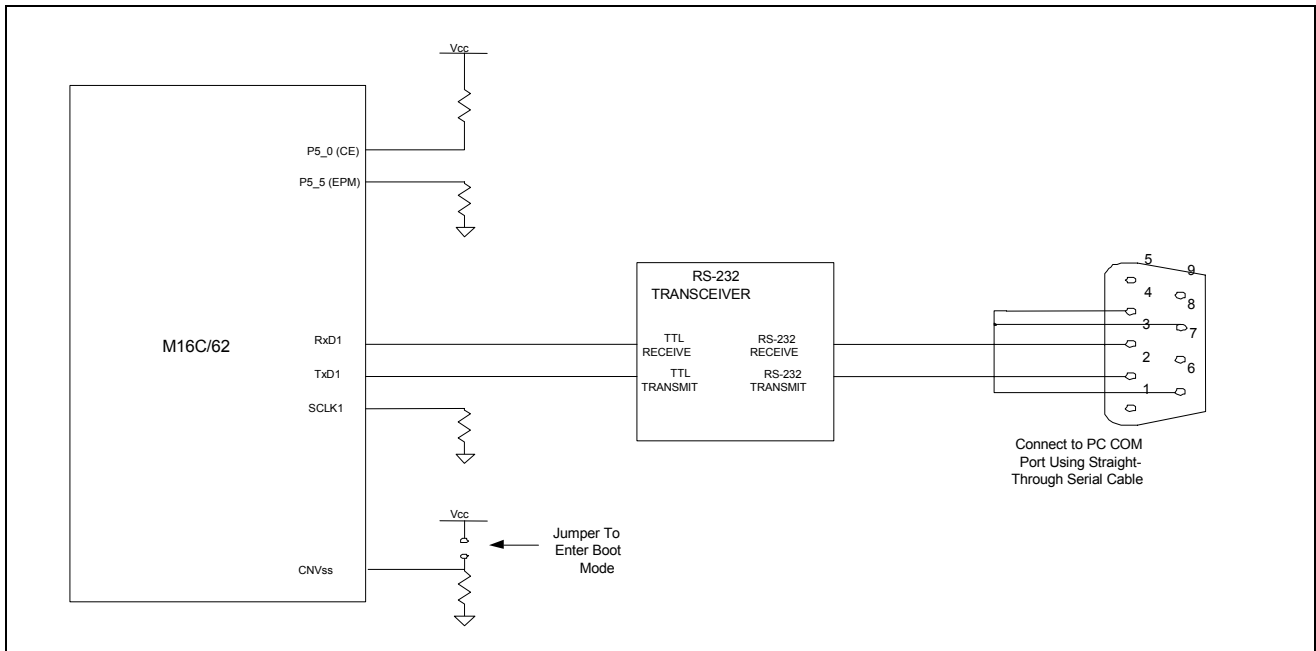 Vcc
P5_0 (CE)
P5_5 (EPM)
M16C/62
RxD1
TxD1
SCLK1
CNVss
Vcc
Jumper To
Enter Boot
Mode
RS-232
TRANSCEIVER
TTL
RECEIVE
RS-232
RECEIVE
TTL
TRANSMIT
RS-232
TRANSMIT
5
9
4
8
3
7
2
6
1
Connect to PC COM
Port Using Straight-
Through Serial Cable